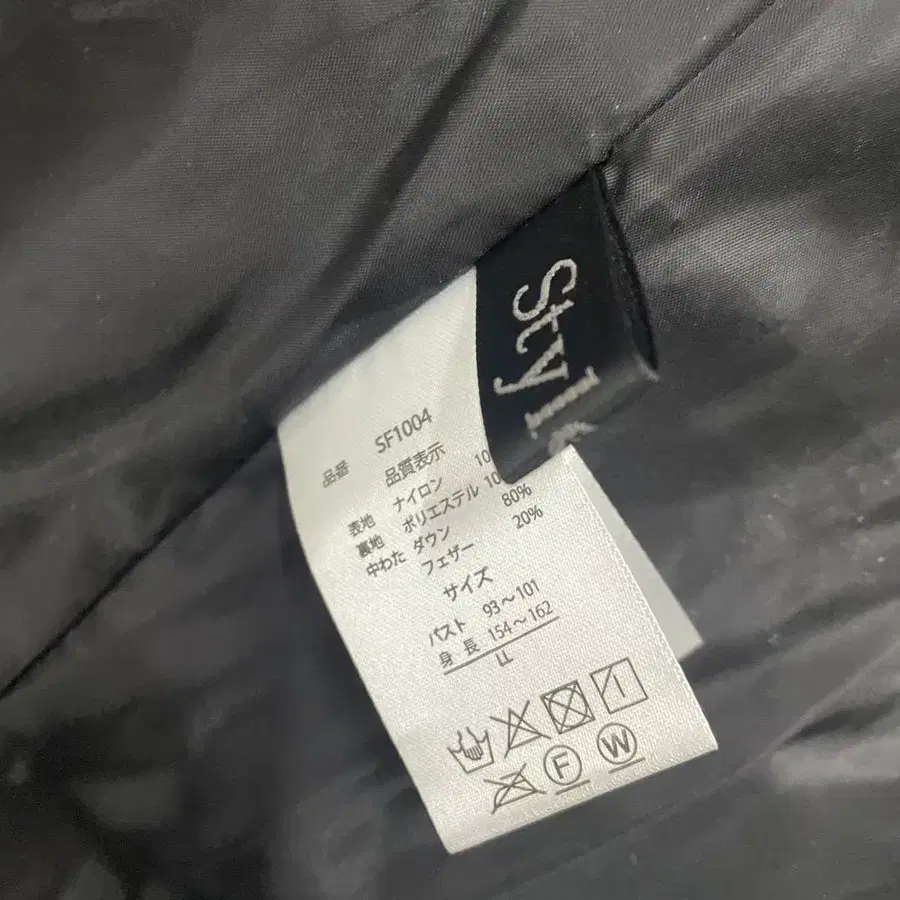 Sty
品番 SF1004
品質表示
表地 ナイロン 10
裏地 ポリエステル 10
中わた ダウン 80%
フェザー 20%
サイズ
バスト 93～101
身長 154～162
LL
F W